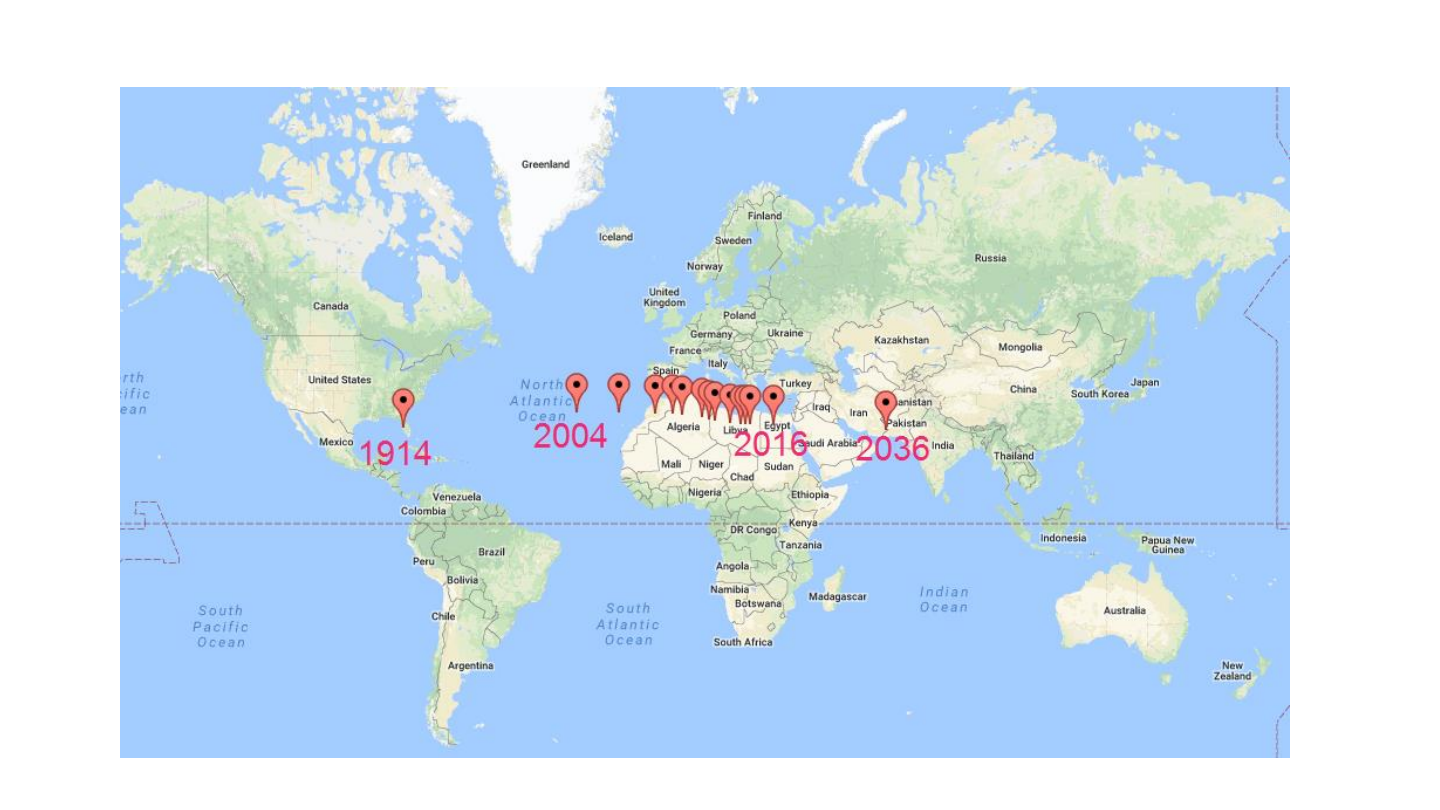 Greenland
Iceland
Finland
Sweden
Norway
Russia
United
Kingdom
Canada
Poland
Germany
Ukraine
France
Kazakhstan
Mongolia
Italy
Spain
United States
North
Atlantic
Ocean
Turkey
China
Japan
South Korea
rth
ific
ean
Iraq
Iran
anistan
Pakistan
Algeria
Libya
Egypt
Mexico
1914
2004
2016
2036
Saudi Arabia
India
Thailand
Mali
Niger
Chad
Sudan
Nigeria
Ethiopia
Venezuela
Colombia
DR Congo
Kenya
Tanzania
Indonesia
Papua New
Guinea
Brazil
Peru
Bolivia
Angola
Namibia
Botswana
Madagascar
Indian
Ocean
South
Pacific
Ocean
South
Atlantic
Ocean
Chile
Australia
South Africa
Argentina
New
Zealand